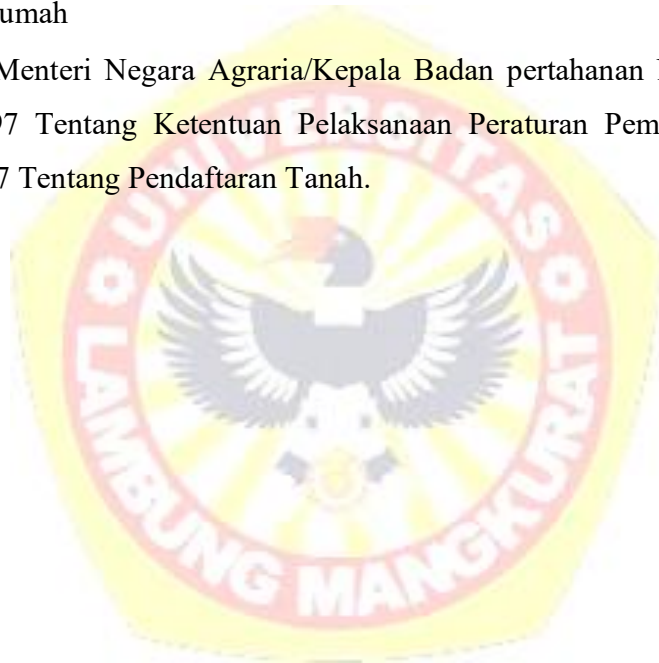 umah
Menteri Negara Agraria/Kepala Badan pertahanan
97 Tentang Ketentuan Pelaksanaan Peraturan Pem
7 Tentang Pendaftaran Tanah.
UNIVERSITAS
LAMBUNG MANGKURAT